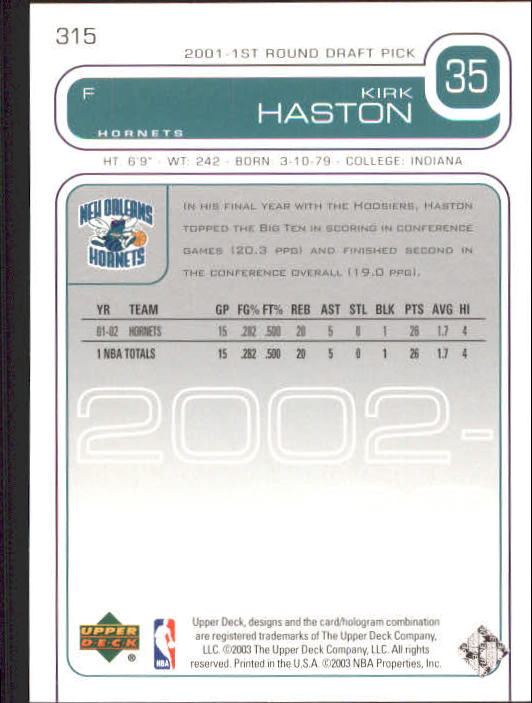 315
2001-1ST ROUND DRAFT PICK
35
F
KIRK
HASTON
HORNETS
HT: 6'9" · WT: 242 · BORN: 3-10-79 · COLLEGE: INDIANA
NEW ORLEANS
HORNETS
IN HIS FINAL YEAR WITH THE HOOSIERS, HASTON
TOPPED THE BIG TEN IN SCORING IN CONFERENCE
GAMES (20.3 PPG) AND FINISHED SECOND IN
THE CONFERENCE OVERALL (19.0 PPG).
YR TEAM GP FG% FT% REB AST STL BLK PTS AVG HI
01-02 HORNETS 15 .282 .500 20 5 0 1 26 1.7 4
1 NBA TOTALS 15 .282 .500 20 5 0 1 26 1.7 4
2002-
UPPER
DECK
®
NBA
Upper Deck, designs and the card/hologram combination
are registered trademarks of The Upper Deck Company,
LLC. ©2003 The Upper Deck Company, LLC. All rights
reserved. Printed in the U.S.A. ©2003 NBA Properties, Inc.